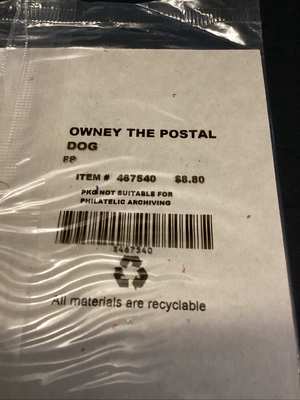 OWNEY THE POSTAL
DOG
FP
ITEM # 467540 $8.80
PKG NOT SUITABLE FOR
PHILATELIC ARCHIVING
8467540
All materials are recyclable